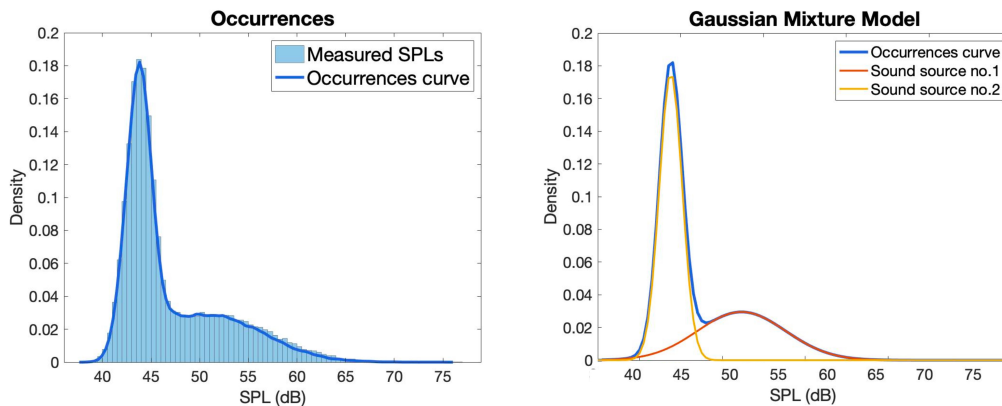 Occurrences
0.2
0.18
0.16
0.14
0.12
0.1
0.08
0.06
0.04
0.02
0
Density
Measured SPLs
Occurrences curve
40 45 50 55 60 65 70 75
SPL (dB)
Gaussian Mixture Model
0.2
0.18
0.16
0.14
0.12
0.1
0.08
0.06
0.04
0.02
0
Density
Occurrences curve
Sound source no.1
Sound source no.2
40 45 50 55 60 65 70 75
SPL (dB)